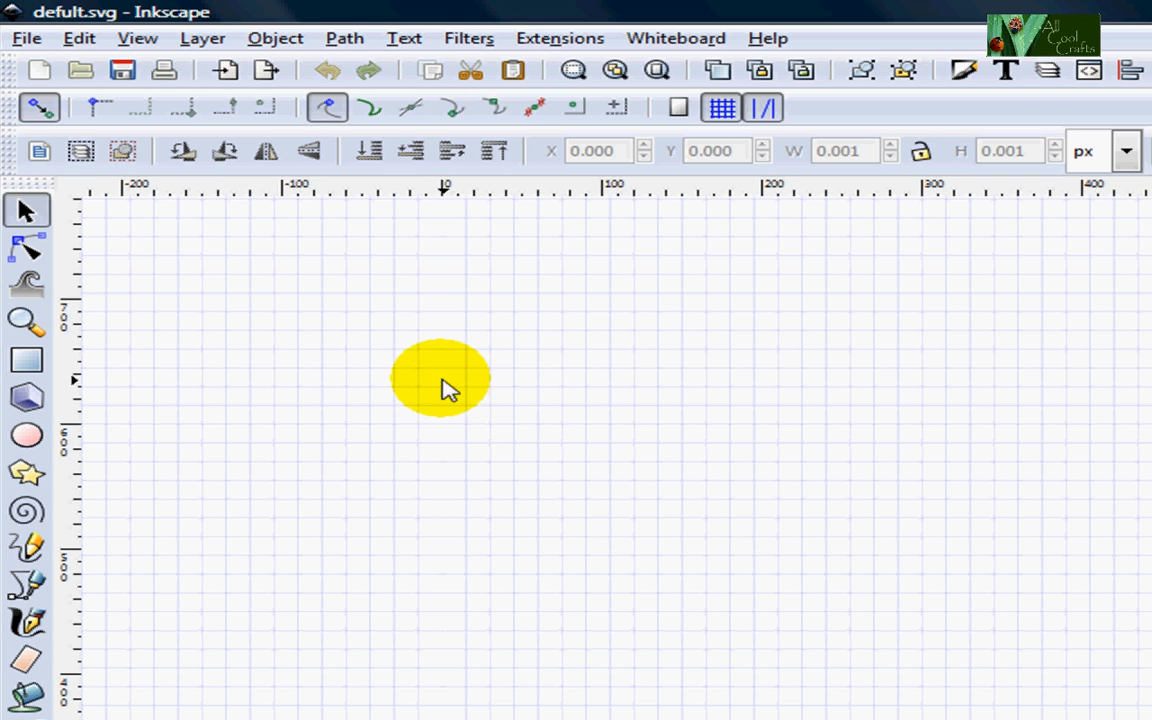 defult.svg - Inkscape
All
Cool
Crafts
File Edit View Layer Object Path Text Filters Extensions Whiteboard Help
X 0.000 Y 0.000 W 0.001 H 0.001 px
-200 -100 0 100 200 300 400
700
600
500
400